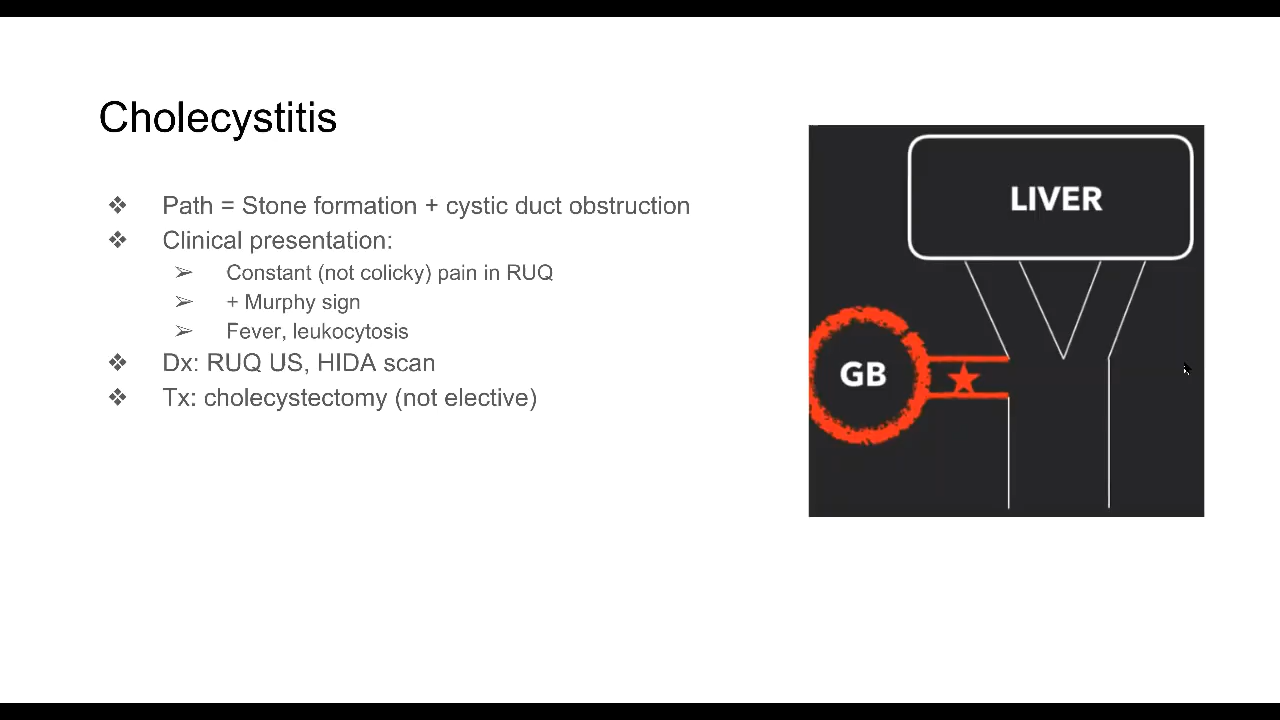 Cholecystitis
❖ Path = Stone formation + cystic duct obstruction
❖ Clinical presentation:
➢ Constant (not colicky) pain in RUQ
➢ + Murphy sign
➢ Fever, leukocytosis
❖ Dx: RUQ US, HIDA scan
❖ Tx: cholecystectomy (not elective)
LIVER
GB